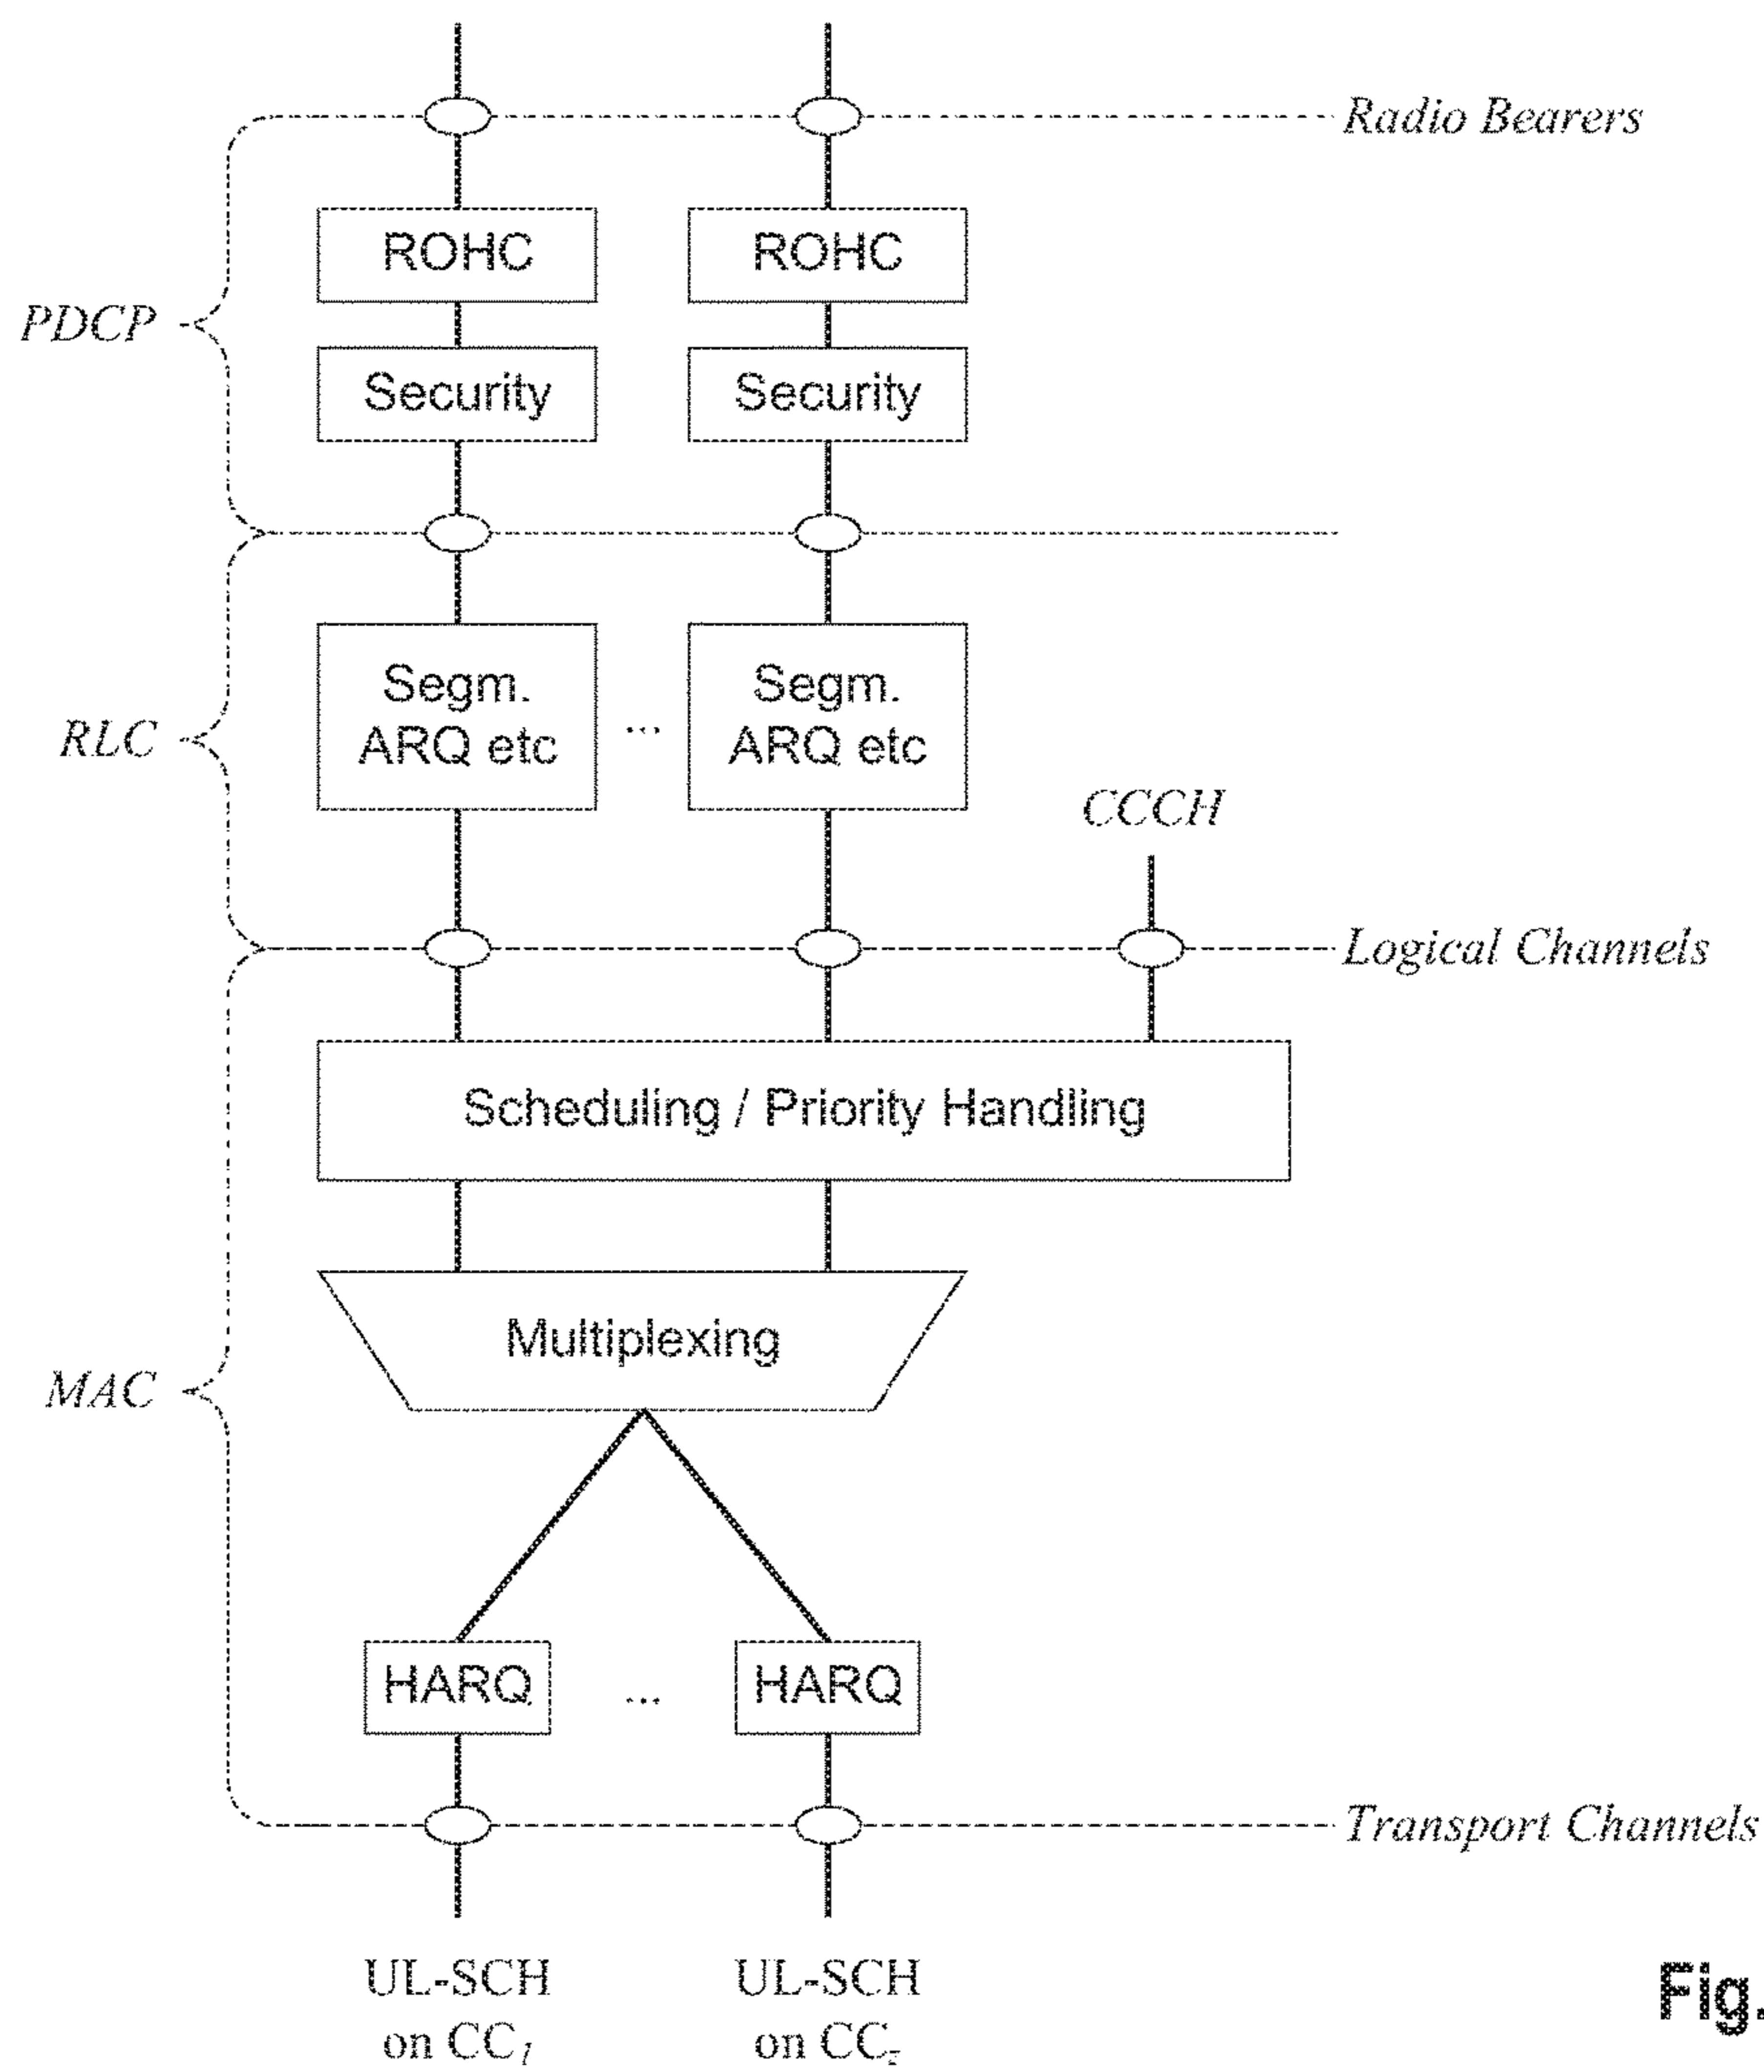 Radio Bearers
ROHC ROHC
PDCP
Security Security
Segm. Segm.
RLC ARQ etc ... ARQ etc
CCCH
Logical Channels
Scheduling / Priority Handling
Multiplexing
MAC
HARQ ... HARQ
Transport Channels
UL-SCH UL-SCH
on CC1 on CCz
Fig.